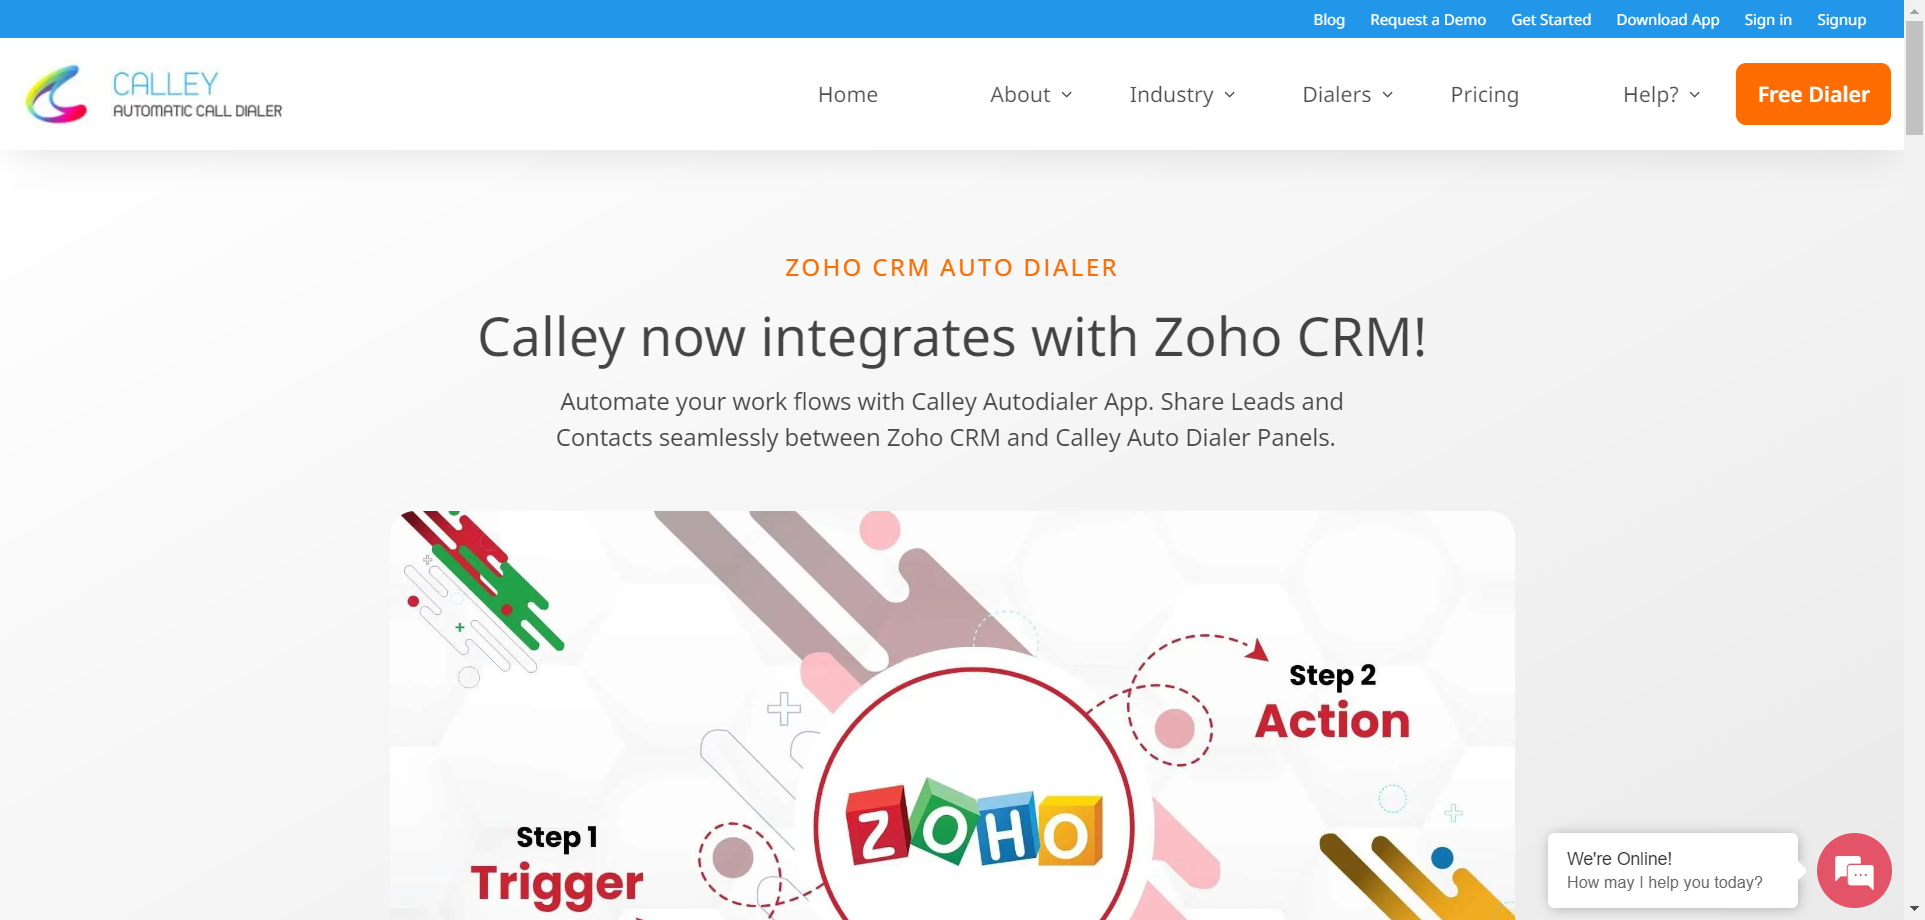 Blog Request a Demo Get Started Download App Sign in Signup
CALLEY
AUTOMATIC CALL DIALER
Home About Industry Dialers Pricing Help? Free Dialer
ZOHO CRM AUTO DIALER
Calley now integrates with Zoho CRM!
Automate your work flows with Calley Autodialer App. Share Leads and
Contacts seamlessly between Zoho CRM and Calley Auto Dialer Panels.
Step 2
Action
ZOHO
Step 1
Trigger
We're Online!
How may I help you today?